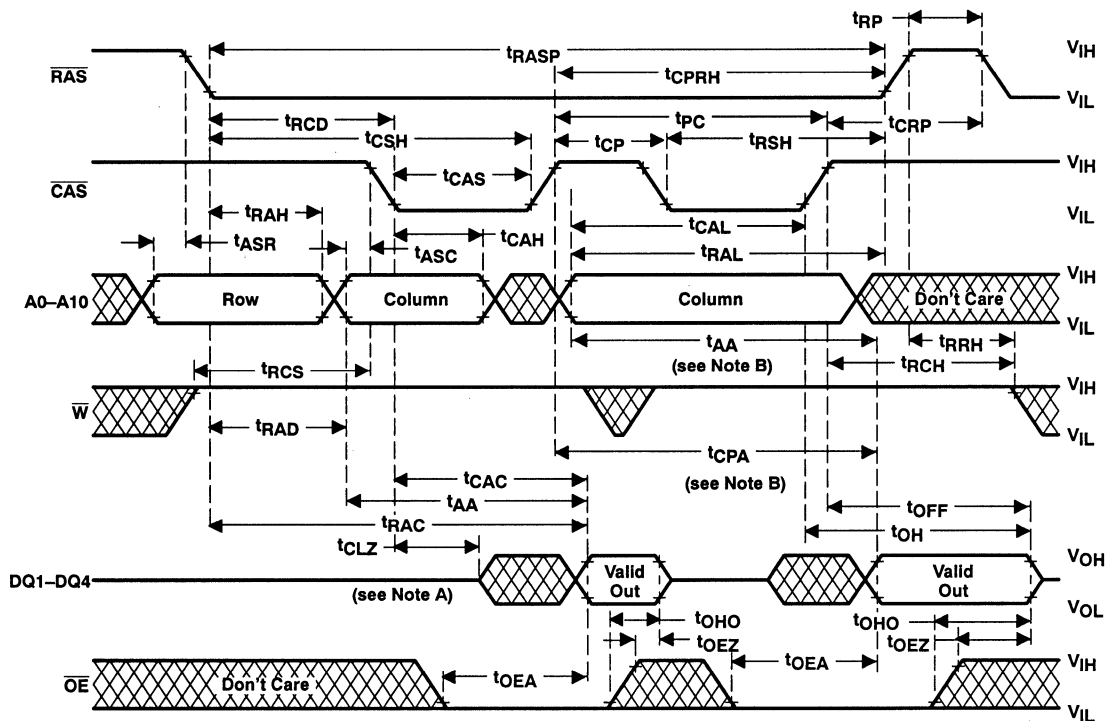 tRP
tRASP
VIH
RAS
tCPRH
VIL
tRCD
tPC
tCRP
tCSH
tCP
tRSH
VIH
CAS
tCAS
VIL
tRAH
tCAH
tCAL
tASR
tASC
tRAL
VIH
A0–A10
Row
Column
Column
Don't Care
VIL
tAA
tRRH
(see Note B)
tRCS
tRCH
VIH
W
tRAD
VIL
tCPA
tCAC
(see Note B)
tAA
tOFF
tRAC
tOH
tCLZ
VOH
DQ1–DQ4
(see Note A)
Valid
Out
Valid
Out
VOL
tOHO
tOHO
tOEZ
tOEZ
VIH
OE
Don't Care
tOEA
tOEA
VIL